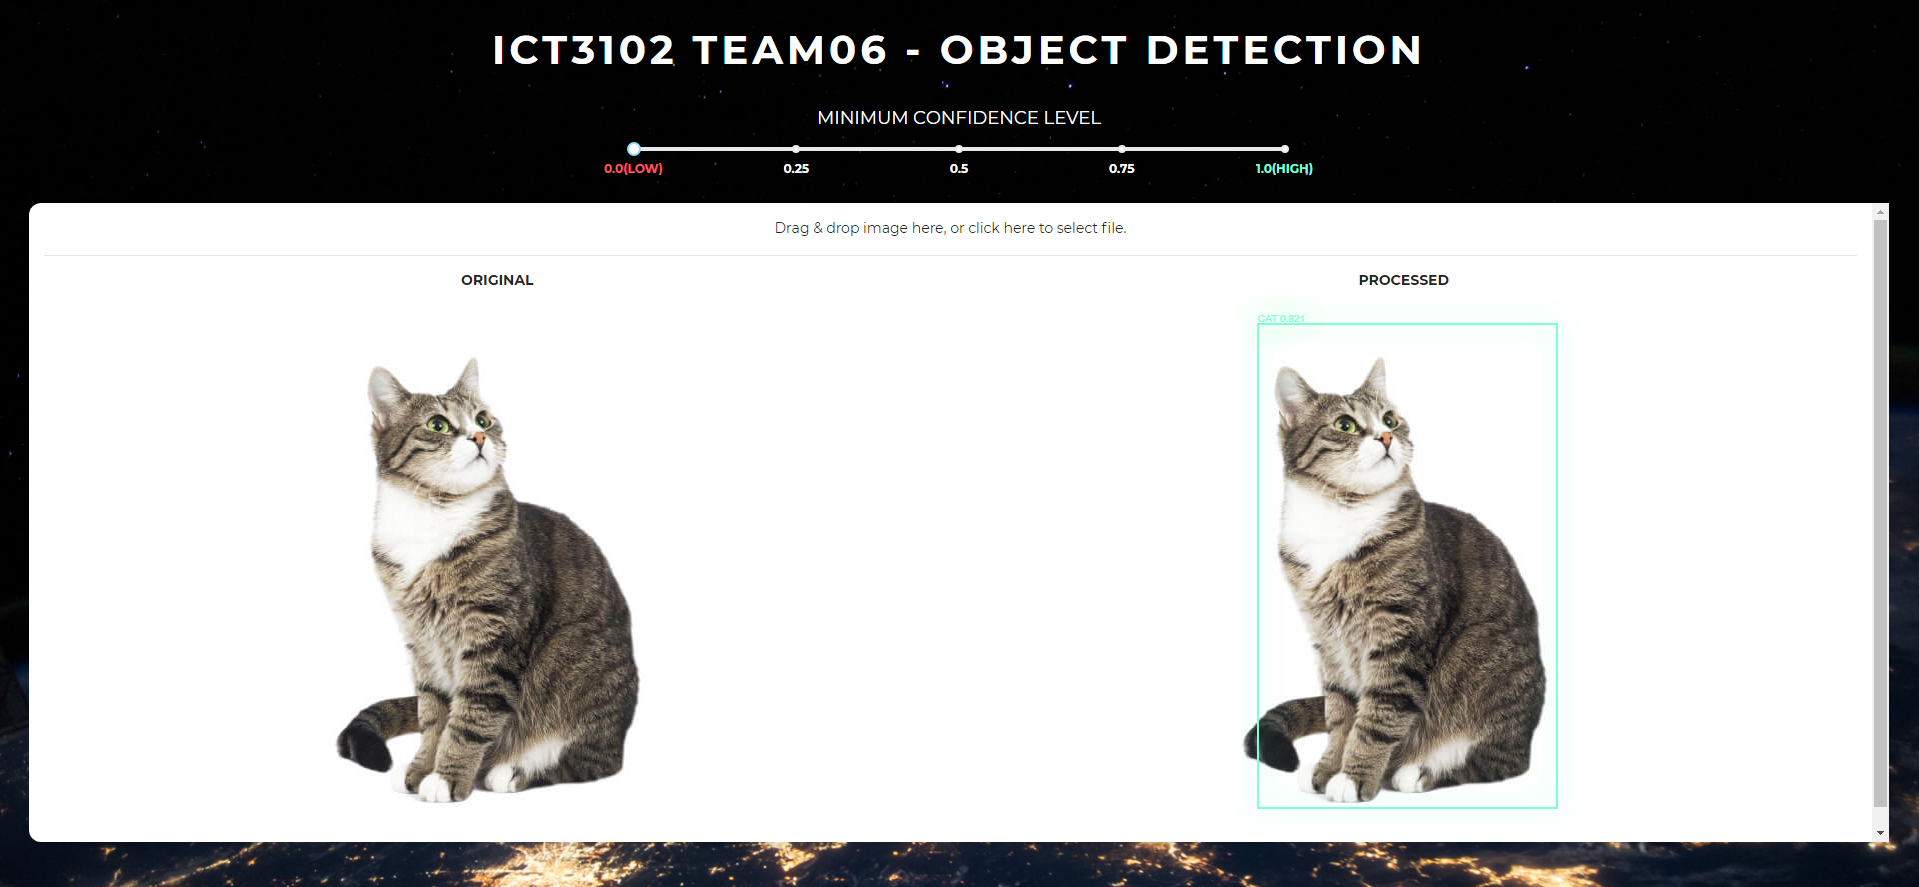 ICT3102 TEAM06 - OBJECT DETECTION
MINIMUM CONFIDENCE LEVEL
0.0(LOW) 0.25 0.5 0.75 1.0(HIGH)
Drag & drop image here, or click here to select file.
ORIGINAL PROCESSED
CAT 0.821